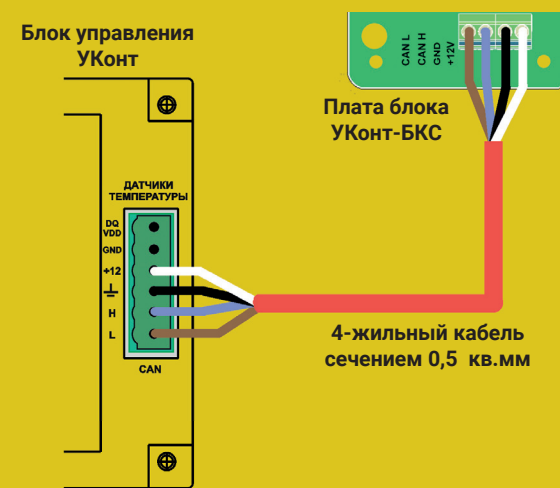 Блок управления
УКонт
CAN L
CAN H
GND
+12V
Плата блока
УКонт-БКС
ДАТЧИКИ
ТЕМПЕРАТУРЫ
DQ
VDD
GND
+12
H
L
CAN
4-жильный кабель
сечением 0,5 кв.мм